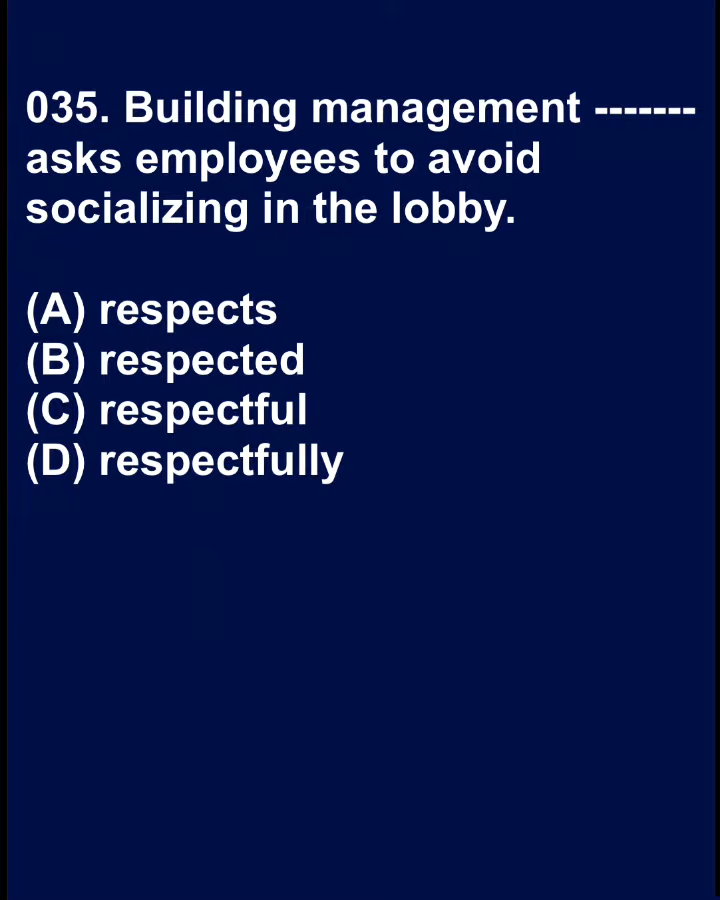 035. Building management -------
asks employees to avoid
socializing in the lobby.
(A) respects
(B) respected
(C) respectful
(D) respectfully